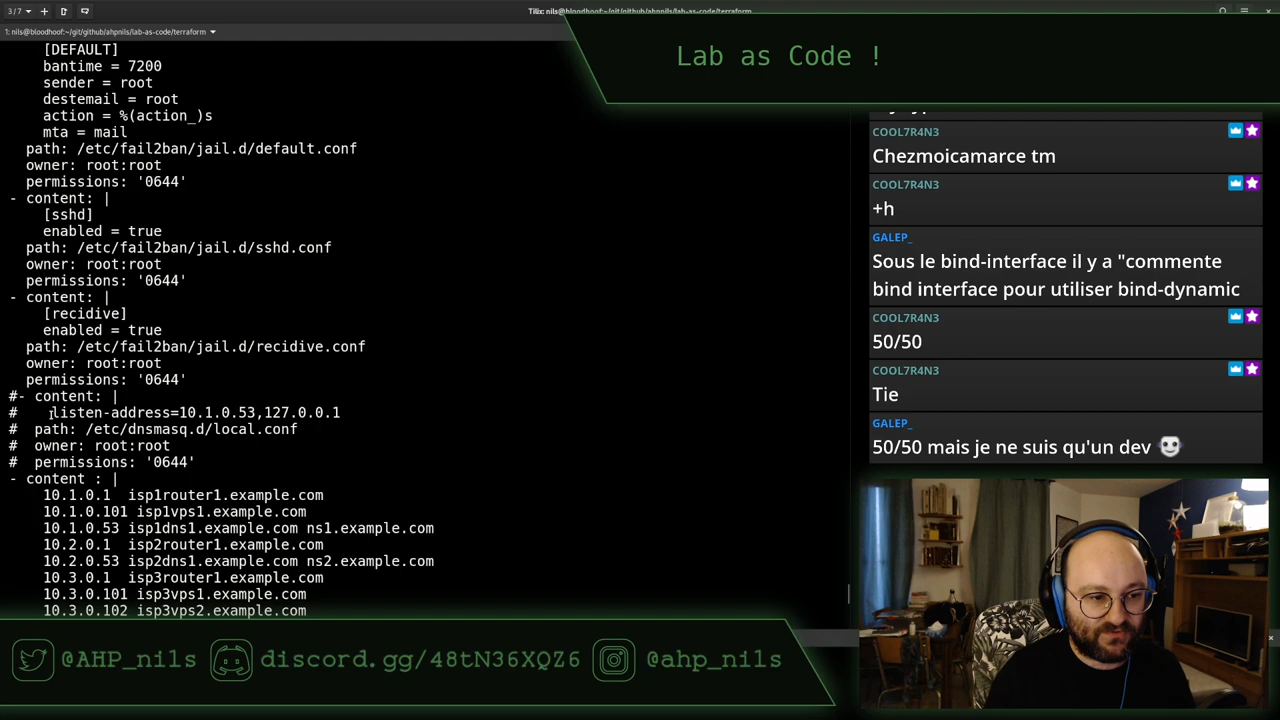 3/7
Tilix: nils@bloodhoof:~/git/github/ahpnils/lab-as-code/terraform
1: nils@bloodhoof:~/git/github/ahpnils/lab-as-code/terraform
[DEFAULT]
bantime = 7200
sender = root
destemail = root
action = %(action_)s
mta = mail
path: /etc/fail2ban/jail.d/default.conf
owner: root:root
permissions: '0644'
- content: |
[sshd]
enabled = true
path: /etc/fail2ban/jail.d/sshd.conf
owner: root:root
permissions: '0644'
- content: |
[recidive]
enabled = true
path: /etc/fail2ban/jail.d/recidive.conf
owner: root:root
permissions: '0644'
#- content: |
#    listen-address=10.1.0.53,127.0.0.1
#  path: /etc/dnsmasq.d/local.conf
#  owner: root:root
#  permissions: '0644'
- content : |
10.1.0.1  isp1router1.example.com
10.1.0.101 isp1vps1.example.com
10.1.0.53 isp1dns1.example.com ns1.example.com
10.2.0.1  isp2router1.example.com
10.2.0.53 isp2dns1.example.com ns2.example.com
10.3.0.1  isp3router1.example.com
10.3.0.101 isp3vps1.example.com
10.3.0.102 isp3vps2.example.com
Lab as Code !
COOL7R4N3
Chezmoicamarce tm
COOL7R4N3
+h
GALEP_
Sous le bind-interface il y a "commente
bind interface pour utiliser bind-dynamic
COOL7R4N3
50/50
COOL7R4N3
Tie
GALEP_
50/50 mais je ne suis qu'un dev
@AHP_nils
discord.gg/48tN36XQZ6
@ahp_nils